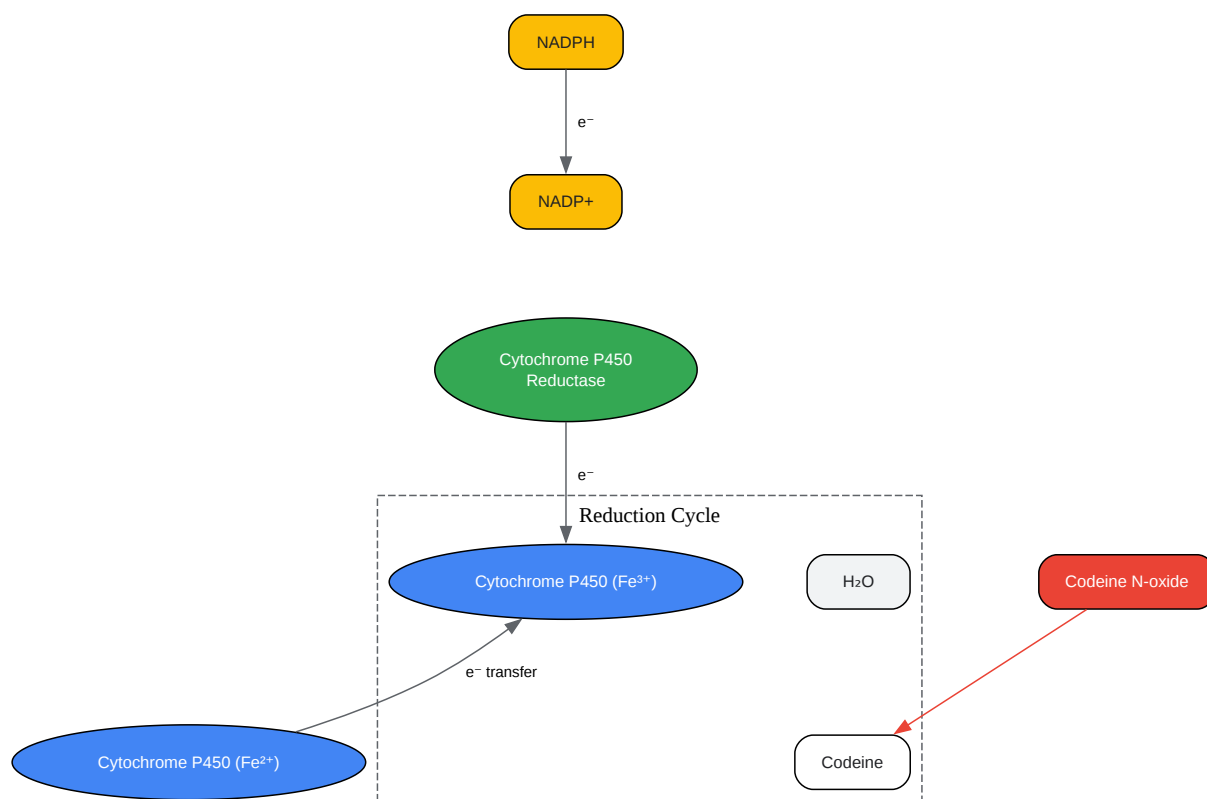 NADPH
e⁻
NADP+
Cytochrome P450
Reductase
e⁻
Reduction Cycle
Cytochrome P450 (Fe³⁺)
H₂O
Codeine N-oxide
e⁻ transfer
Cytochrome P450 (Fe²⁺)
Codeine